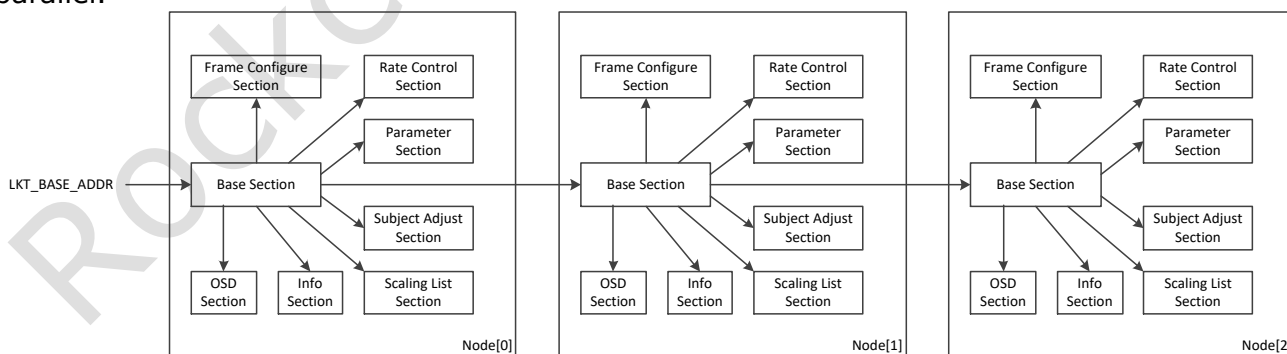 Frame Configure
Section
Rate Control
Section
Parameter
Section
LKT_BASE_ADDR
Base Section
Subject Adjust
Section
OSD
Section
Info
Section
Scaling List
Section
Node[0]
Frame Configure
Section
Rate Control
Section
Parameter
Section
Base Section
Subject Adjust
Section
OSD
Section
Info
Section
Scaling List
Section
Node[1]
Frame Configure
Section
Rate Control
Section
Parameter
Section
Base Section
Subject Adjust
Section
OSD
Section
Info
Section
Scaling List
Section
Node[2
Rockc